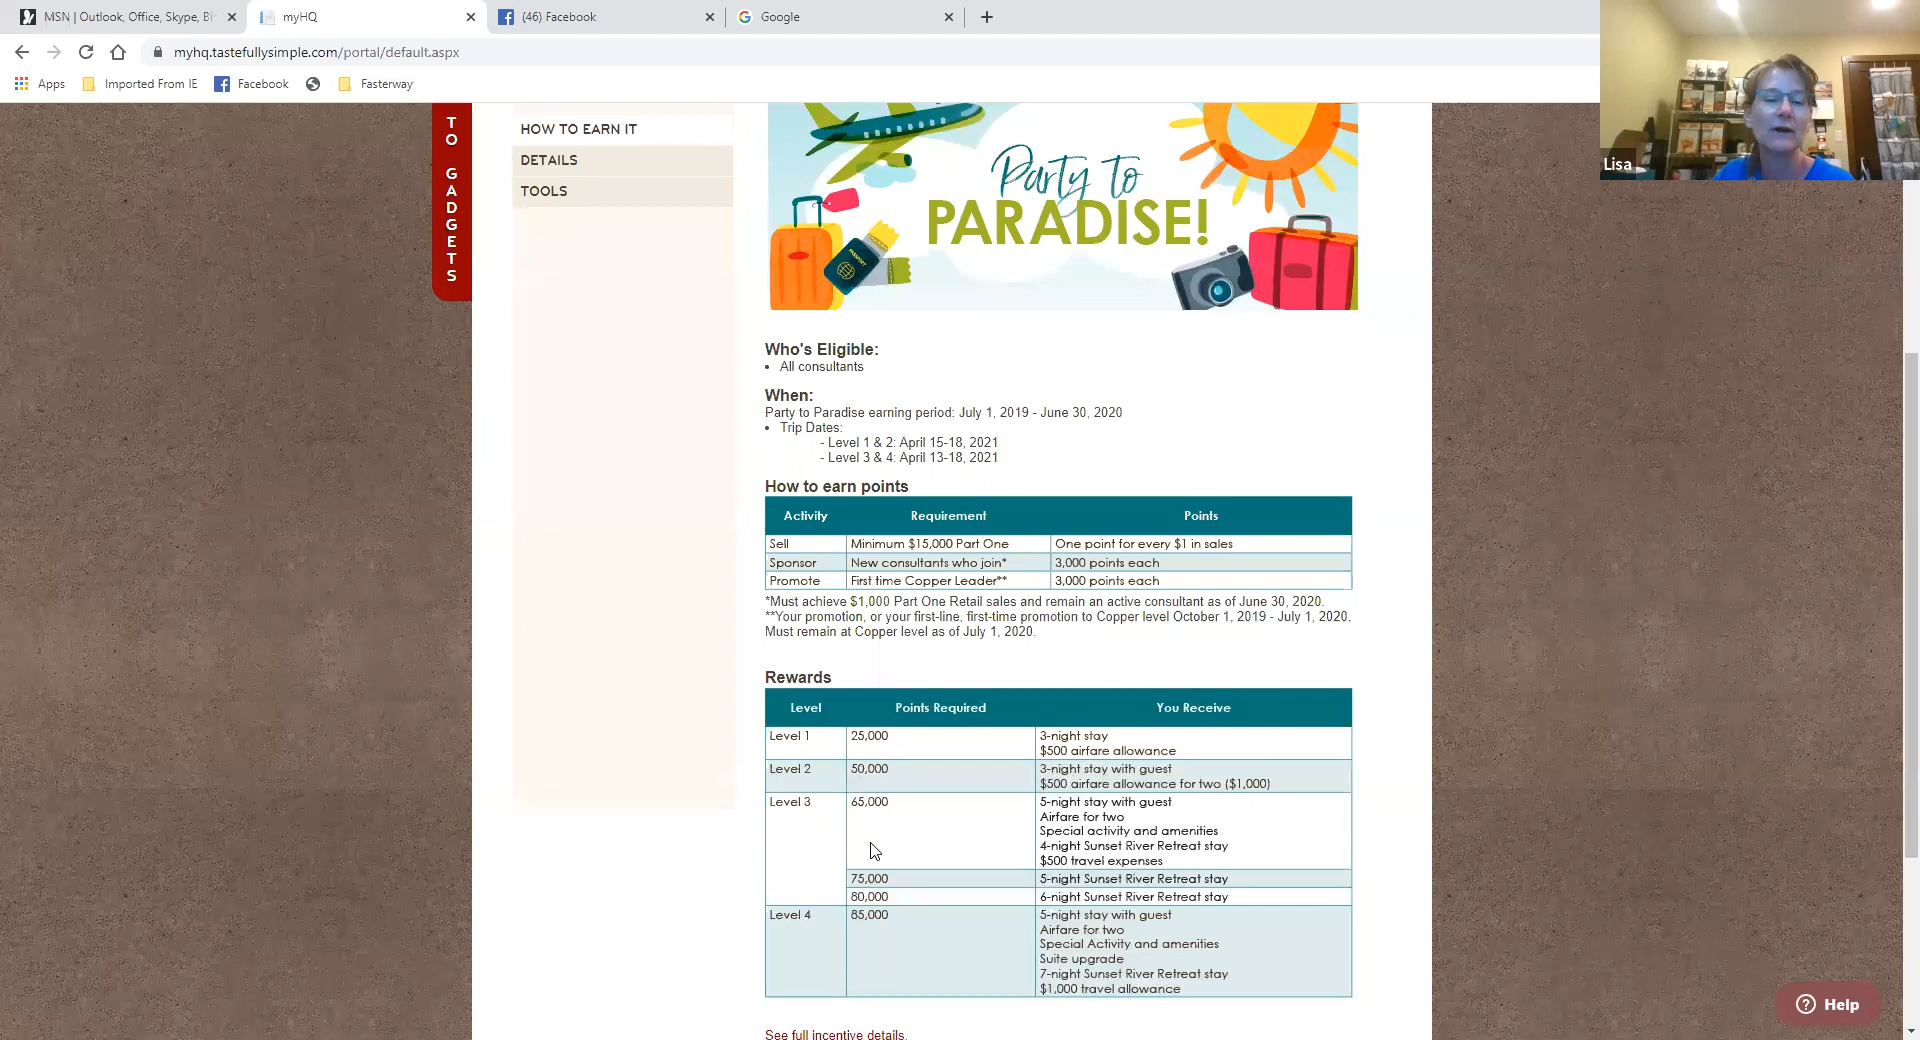 MSN | Outlook, Office, Skype, Bi
myHQ
(46) Facebook
Google
myhq.tastefullysimple.com/portal/default.aspx
Apps
Imported From IE
Facebook
Fasterway
Lisa
TO GADGETS
HOW TO EARN IT
DETAILS
TOOLS
Party to
PARADISE!
PASSPORT
Who's Eligible:
• All consultants
When:
Party to Paradise earning period: July 1, 2019 - June 30, 2020
• Trip Dates:
- Level 1 & 2: April 15-18, 2021
- Level 3 & 4: April 13-18, 2021
How to earn points
Activity Requirement Points
Sell Minimum $15,000 Part One One point for every $1 in sales
Sponsor New consultants who join* 3,000 points each
Promote First time Copper Leader** 3,000 points each
*Must achieve $1,000 Part One Retail sales and remain an active consultant as of June 30, 2020.
**Your promotion, or your first-line, first-time promotion to Copper level October 1, 2019 - July 1, 2020.
Must remain at Copper level as of July 1, 2020.
Rewards
Level Points Required You Receive
Level 1 25,000 3-night stay
$500 airfare allowance
Level 2 50,000 3-night stay with guest
$500 airfare allowance for two ($1,000)
Level 3 65,000 5-night stay with guest
Airfare for two
Special activity and amenities
4-night Sunset River Retreat stay
$500 travel expenses
75,000 5-night Sunset River Retreat stay
80,000 6-night Sunset River Retreat stay
Level 4 85,000 5-night stay with guest
Airfare for two
Special Activity and amenities
Suite upgrade
7-night Sunset River Retreat stay
$1,000 travel allowance
See full incentive details.
Help